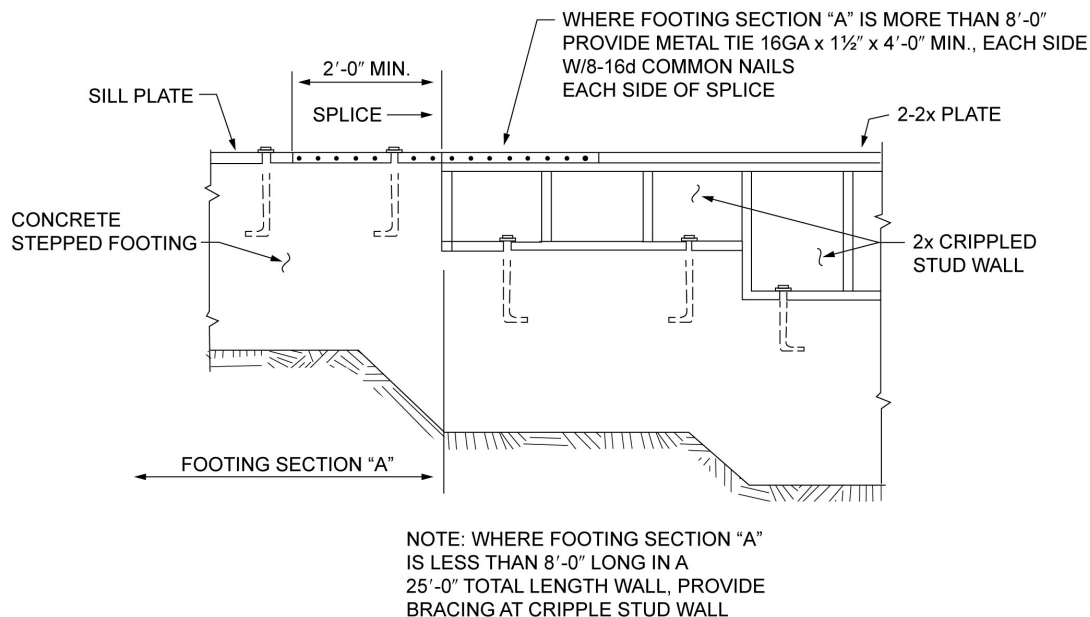 WHERE FOOTING SECTION “A” IS MORE THAN 8′-0″
PROVIDE METAL TIE 16GA x 1½″ x 4′-0″ MIN., EACH SIDE
W/8-16d COMMON NAILS
EACH SIDE OF SPLICE
2′-0″ MIN.
SILL PLATE
SPLICE
2-2x PLATE
CONCRETE
STEPPED FOOTING
2x CRIPPLED
STUD WALL
FOOTING SECTION “A”
NOTE: WHERE FOOTING SECTION “A”
IS LESS THAN 8′-0″ LONG IN A
25′-0″ TOTAL LENGTH WALL, PROVIDE
BRACING AT CRIPPLE STUD WALL